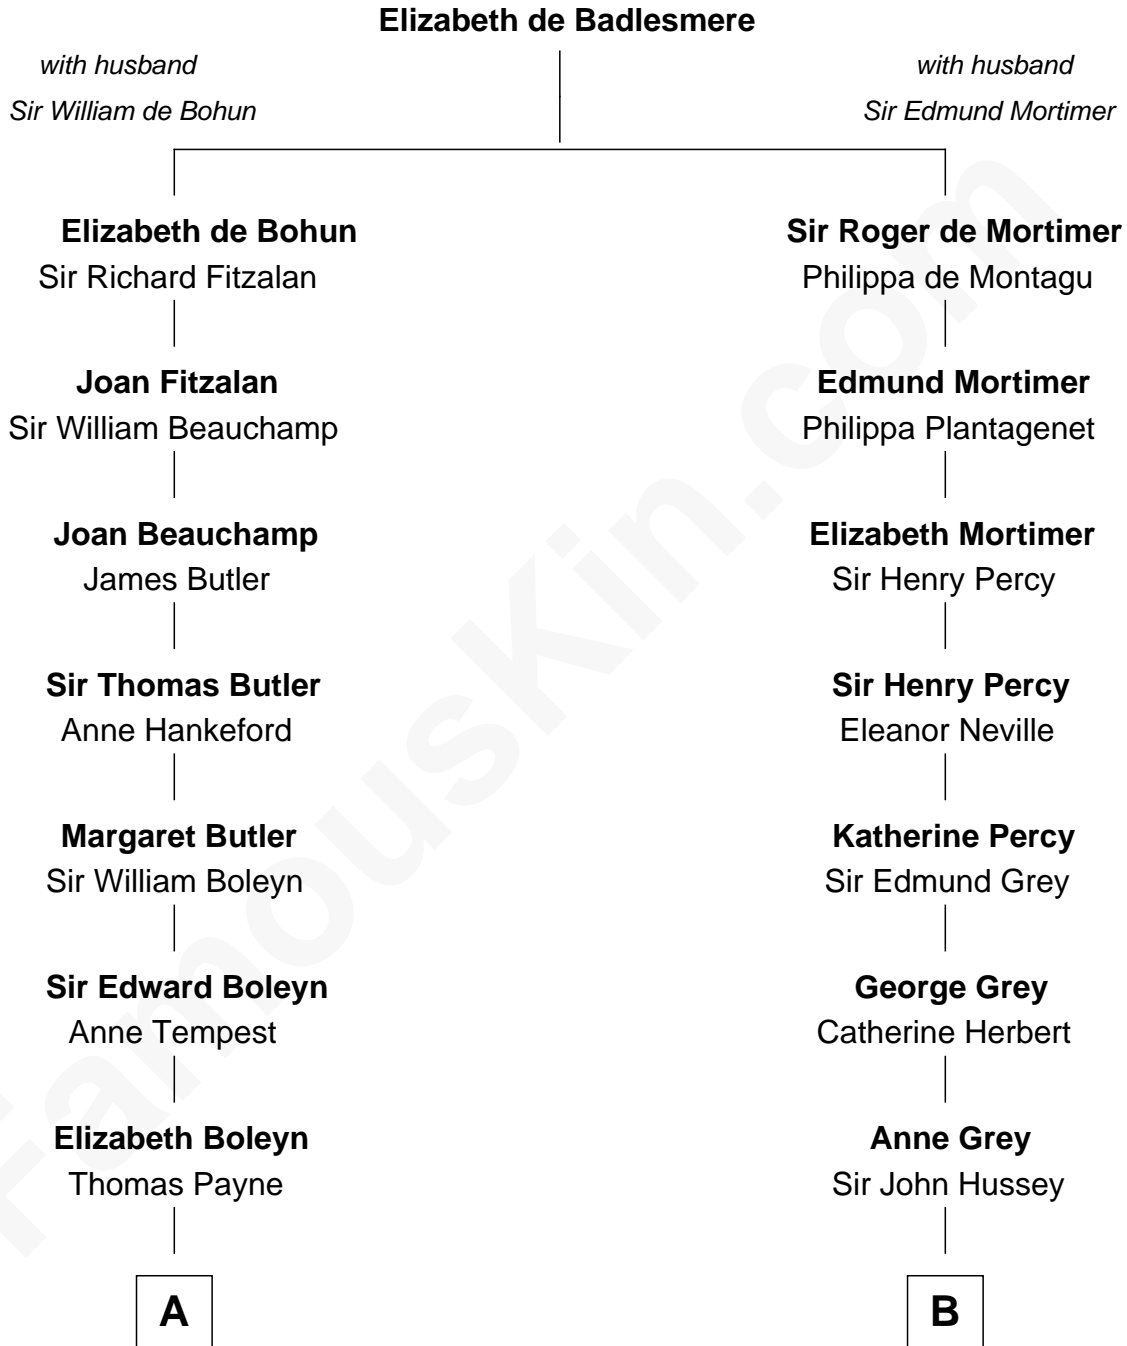 Elizabeth de Badlesmere
with husband
Sir William de Bohun
with husband
Sir Edmund Mortimer
Elizabeth de Bohun
Sir Richard Fitzalan
Sir Roger de Mortimer
Philippa de Montagu
Joan Fitzalan
Sir William Beauchamp
Edmund Mortimer
Philippa Plantagenet
Joan Beauchamp
James Butler
Elizabeth Mortimer
Sir Henry Percy
Sir Thomas Butler
Anne Hankeford
Sir Henry Percy
Eleanor Neville
Margaret Butler
Sir William Boleyn
Katherine Percy
Sir Edmund Grey
Sir Edward Boleyn
Anne Tempest
George Grey
Catherine Herbert
Elizabeth Boleyn
Thomas Payne
Anne Grey
Sir John Hussey
A
B
FamousKin.com